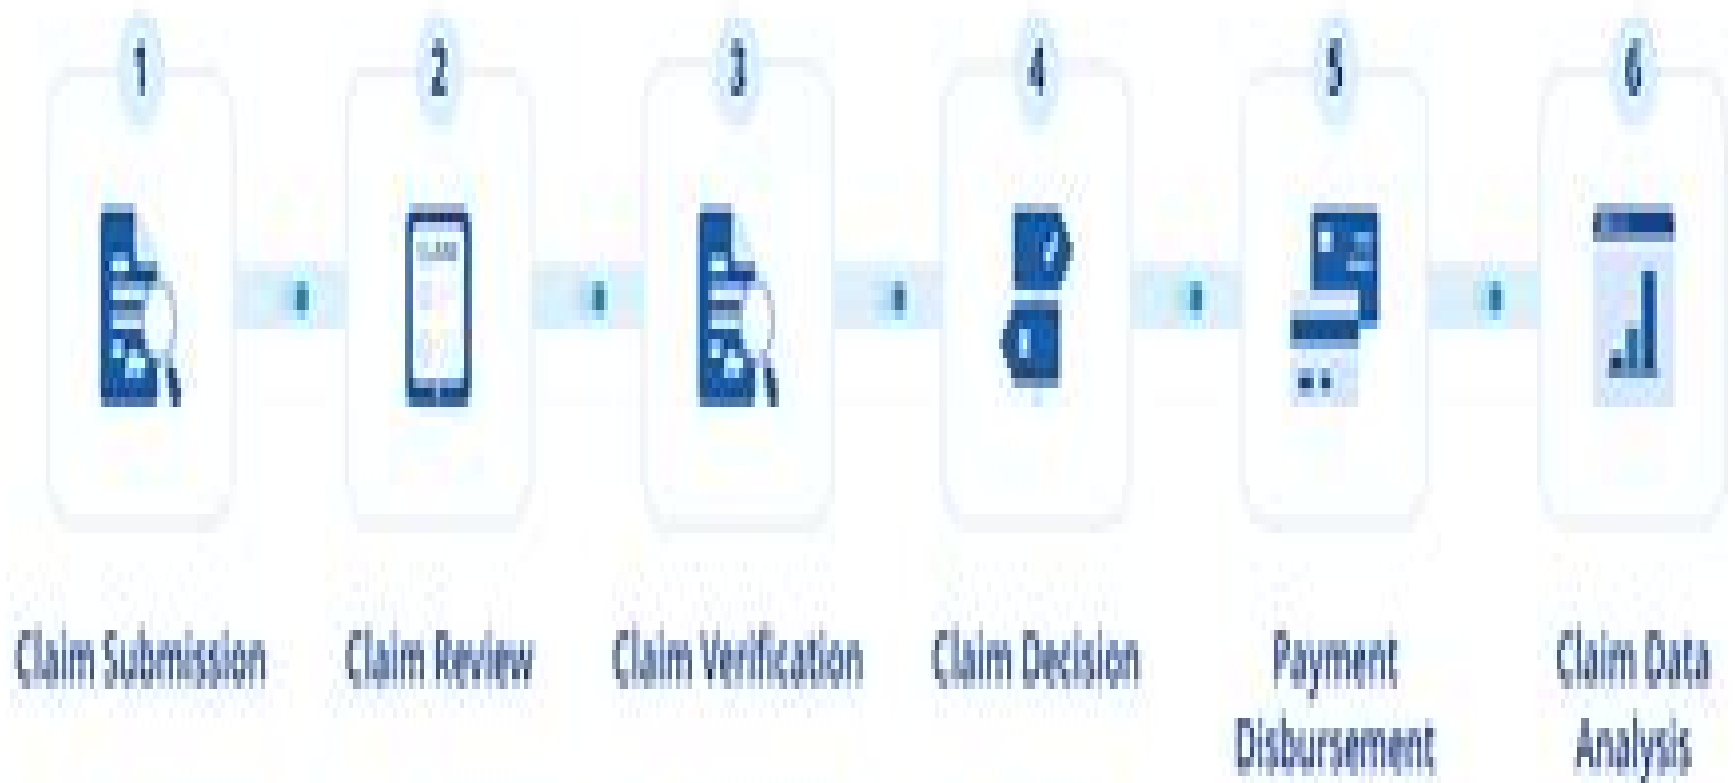 1
2
3
4
5
6
Claim Submission
Claim Review
Claim Verification
Claim Decision
Payment
Disbursement
Claim Data
Analysis